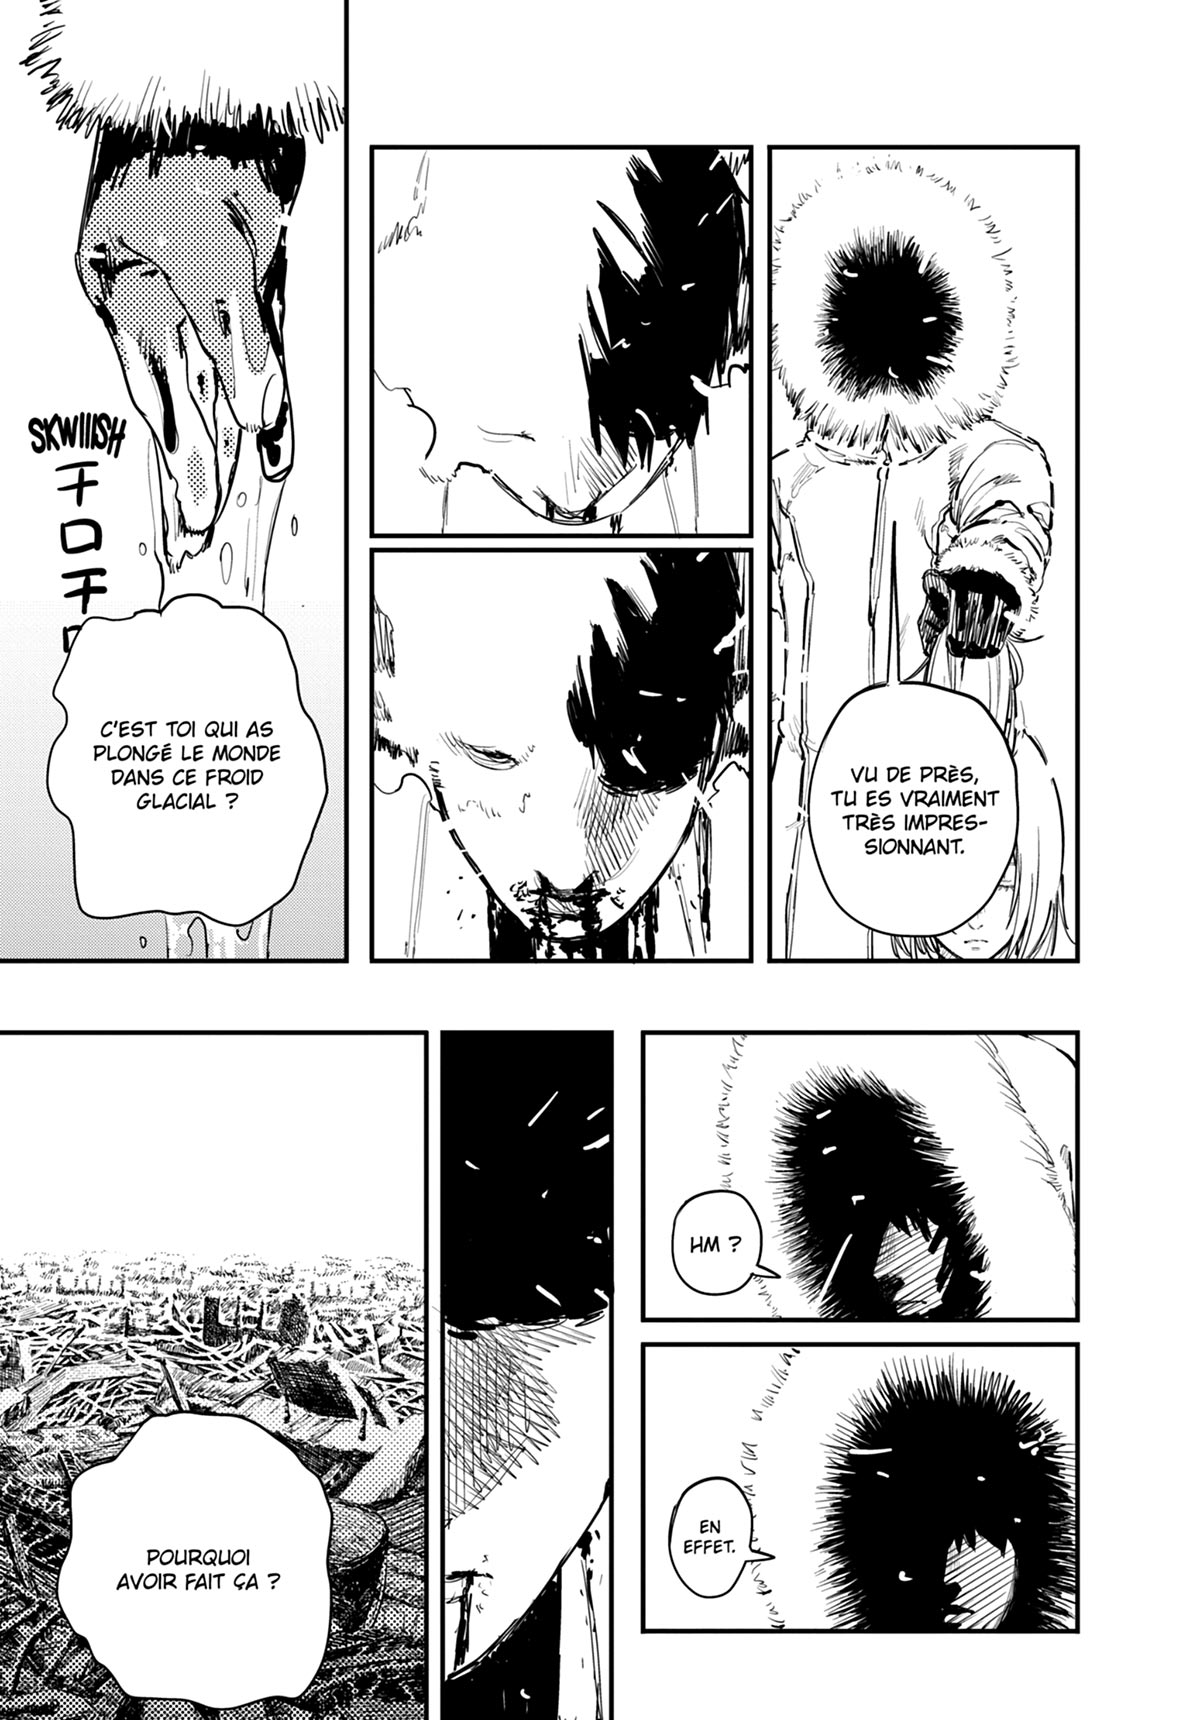 VU DE PRÈS,
TU ES VRAIMENT
TRÈS IMPRES-
SIONNANT.
SKWIIISH
チ
ロ
チ
C'EST TOI QUI AS
PLONGÉ LE MONDE
DANS CE FROID
GLACIAL ?
HM ?
EN
EFFET.
POURQUOI
AVOIR FAIT ÇA ?